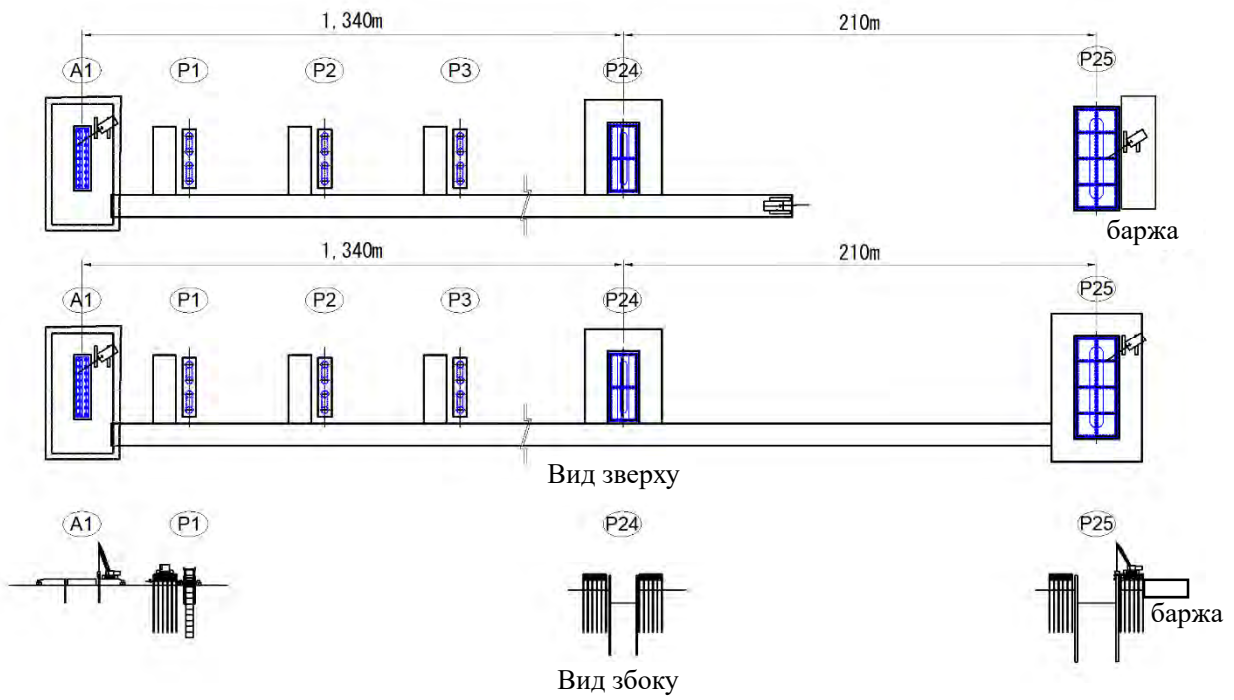 1,340m 210m
A1 P1 P2 P3 P24 P25
баржа
1,340m 210m
A1 P1 P2 P3 P24 P25
Вид зверху
A1 P1 P24 P25
баржа
Вид збоку